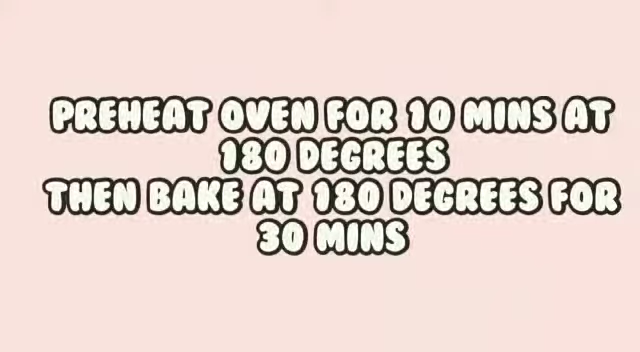 PREHEAT OVEN FOR 10 MINS AT
180 DEGREES
THEN BAKE AT 180 DEGREES FOR
30 MINS